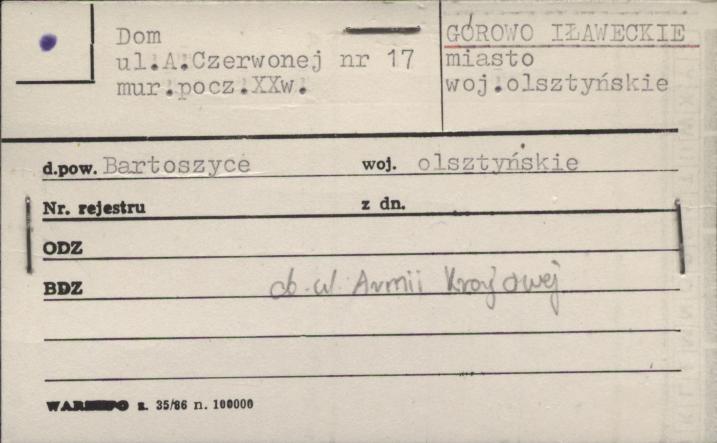 Dom
ul.A.Czerwonej nr 17
mur.pocz.XXw.
GÓROWO IŁAWECKIE
miasto
woj.olsztyńskie
d.pow. Bartoszyce woj. olsztyńskie
Nr. rejestru z dn.
ODZ
BDZ
ob. ul. Armii Krajowej
z. 35/86 n. 100000